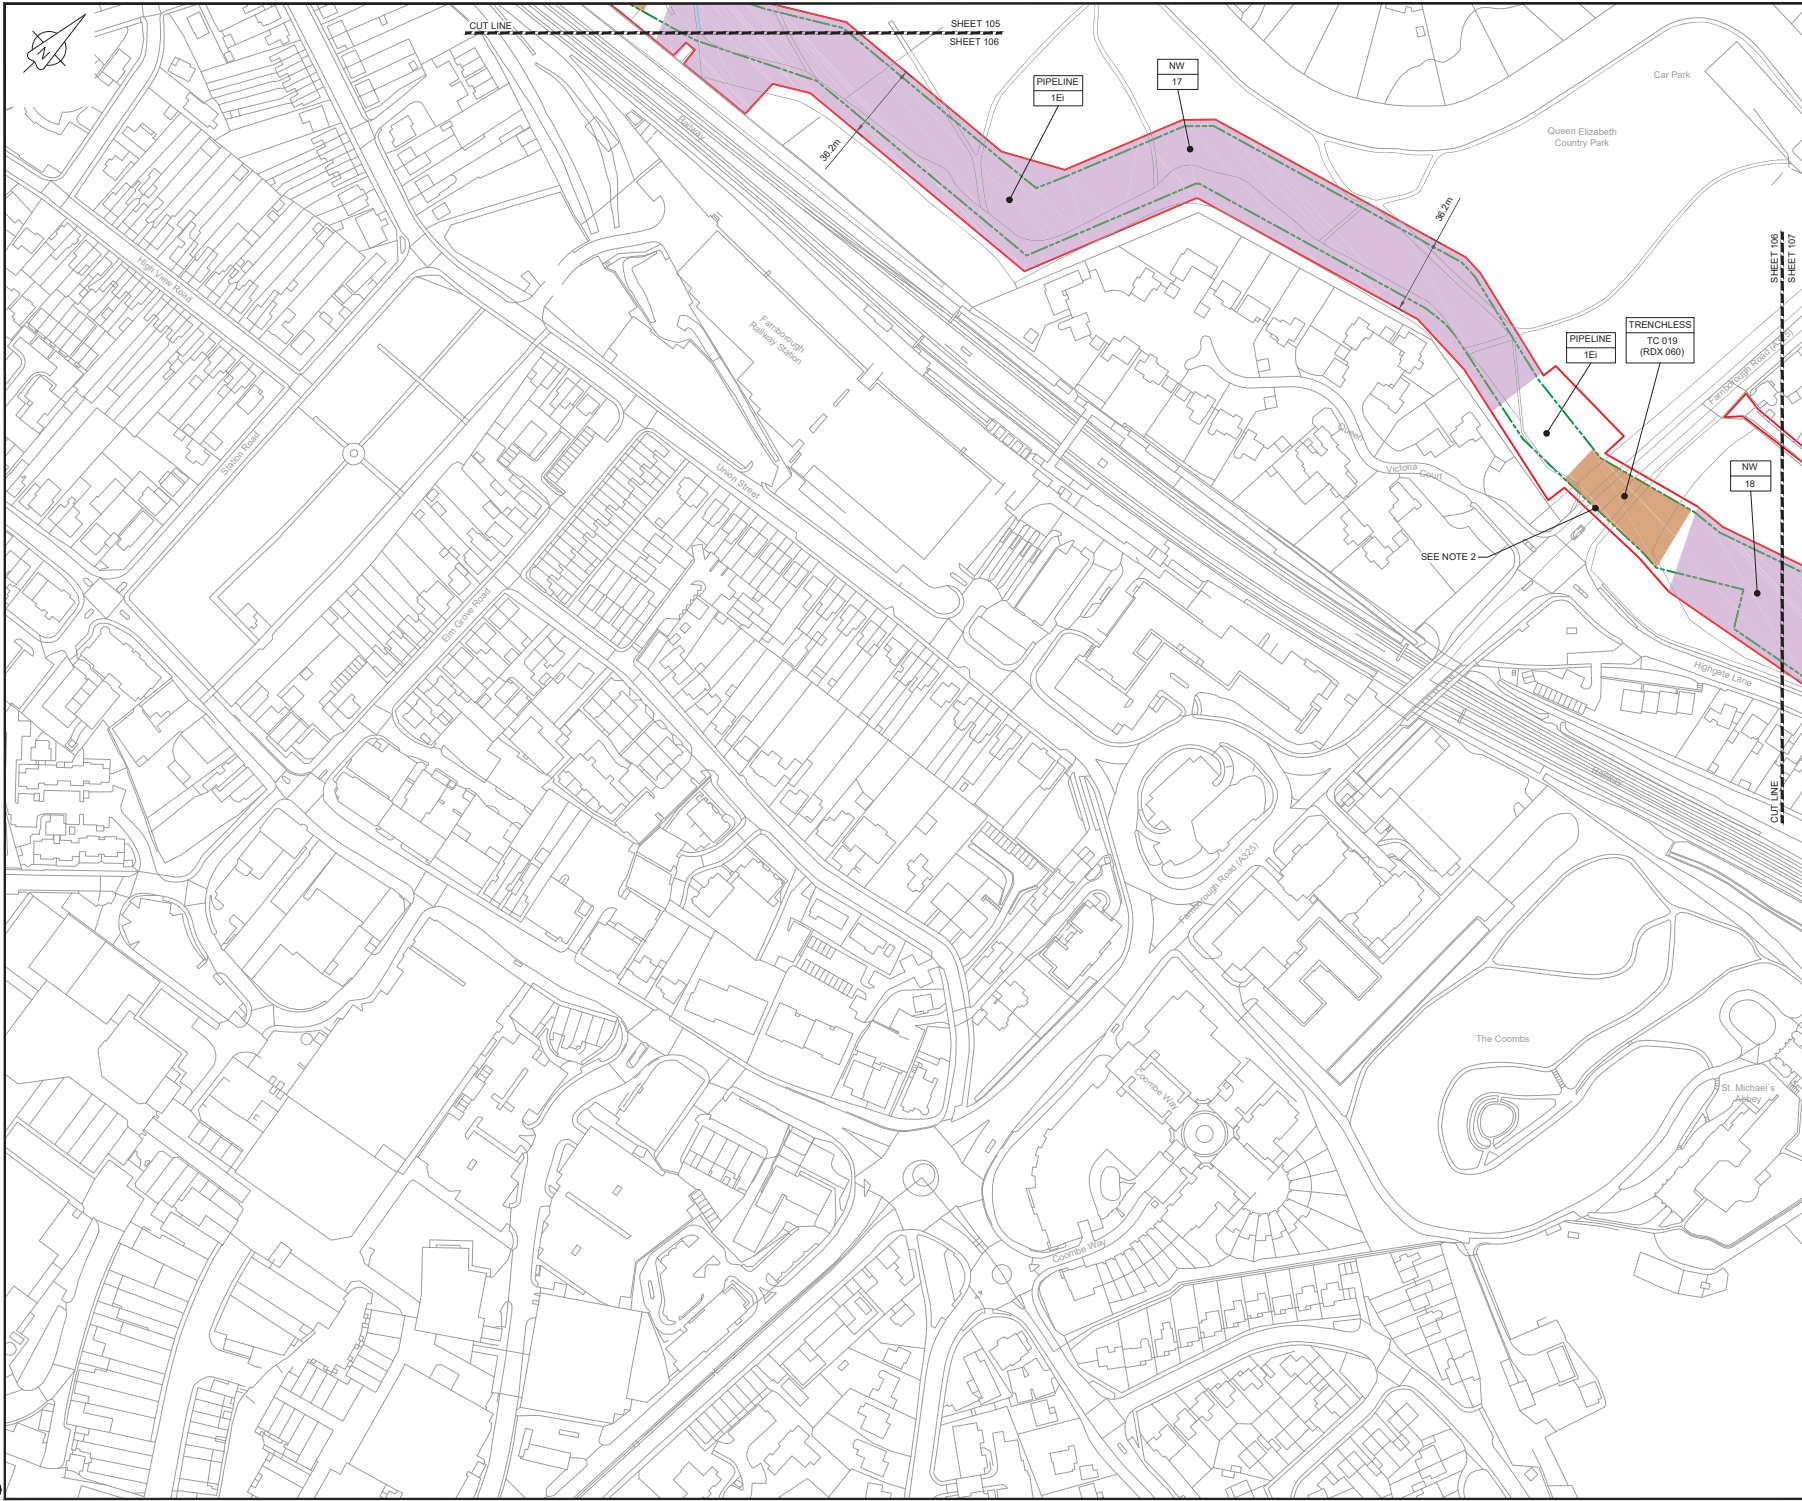 N
CUT LINE
SHEET 105
SHEET 106
PIPELINE
1Ei
NW
17
Car Park
Queen Elizabeth
Country Park
Railway
36.2m
36.2m
SHEET 106
SHEET 107
High View Road
Farnborough
Railway Station
PIPELINE
1Ei
TRENCHLESS
TC 019
(RDX 060)
Farnborough Road (A325)
Station Road
Union Street
Queen
Victoria
Court
NW
18
SEE NOTE 2
Elm Grove Road
Highgate Lane
Railway
CUT LINE
Farnborough Road (A325)
The Coombs
Coombe Way
St. Michael's
Abbey
Coombe Way